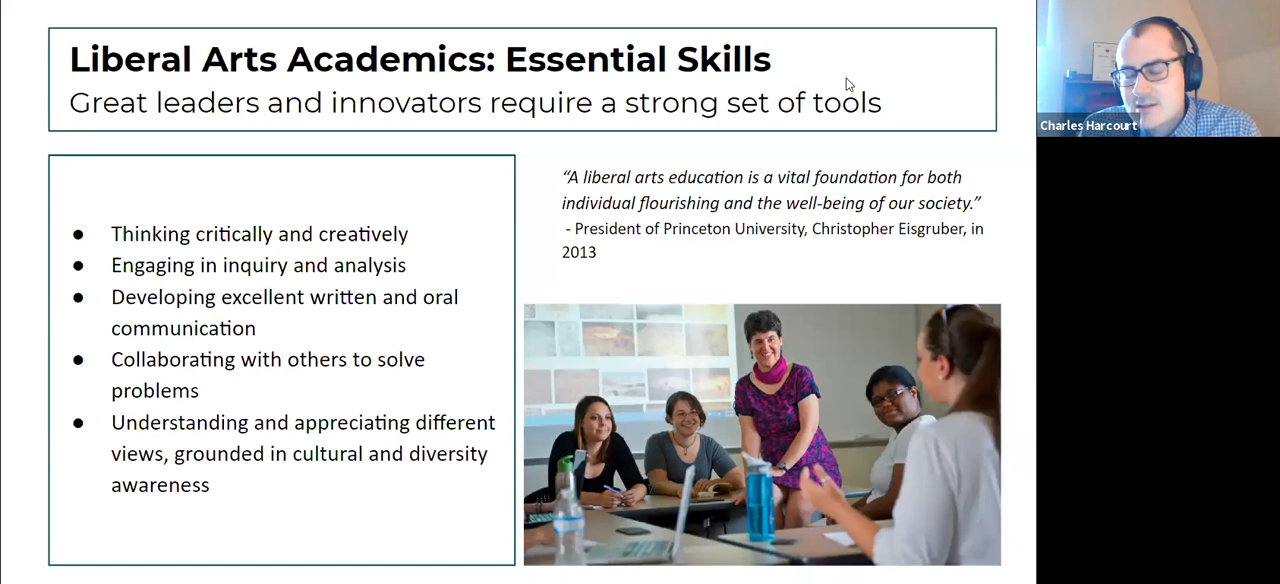 Liberal Arts Academics: Essential Skills
Great leaders and innovators require a strong set of tools
● Thinking critically and creatively
● Engaging in inquiry and analysis
● Developing excellent written and oral
communication
● Collaborating with others to solve
problems
● Understanding and appreciating different
views, grounded in cultural and diversity
awareness
“A liberal arts education is a vital foundation for both
individual flourishing and the well-being of our society.”
- President of Princeton University, Christopher Eisgruber, in
2013
Charles Harcourt